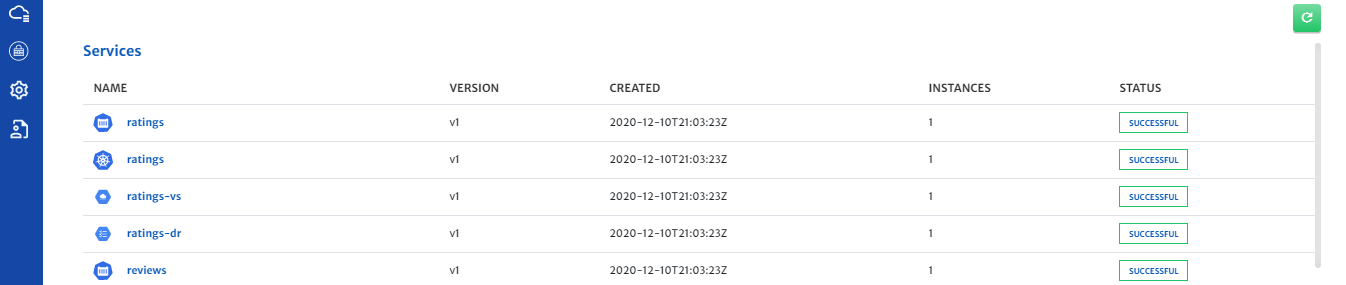 Services
NAME VERSION CREATED INSTANCES STATUS
ratings v1 2020-12-10T21:03:23Z 1 SUCCESSFUL
ratings v1 2020-12-10T21:03:23Z 1 SUCCESSFUL
ratings-vs v1 2020-12-10T21:03:23Z 1 SUCCESSFUL
ratings-dr v1 2020-12-10T21:03:23Z 1 SUCCESSFUL
reviews v1 2020-12-10T21:03:23Z 1 SUCCESSFUL